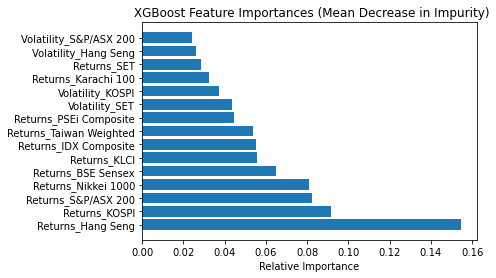 XGBoost Feature Importances (Mean Decrease in Impurity)
Volatility_S&P/ASX 200
Volatility_Hang Seng
Returns_SET
Returns_Karachi 100
Volatility_KOSPI
Volatility_SET
Returns_PSEi Composite
Returns_Taiwan Weighted
Returns_IDX Composite
Returns_KLCI
Returns_BSE Sensex
Returns_Nikkei 1000
Returns_S&P/ASX 200
Returns_KOSPI
Returns_Hang Seng
0.00 0.02 0.04 0.06 0.08 0.10 0.12 0.14 0.16
Relative Importance